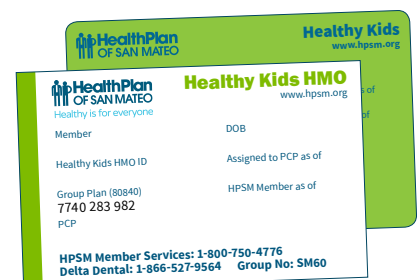 HealthPlan
OF SAN MATEO
Healthy Kids
www.hpsm.org
s of
of
HealthPlan
OF SAN MATEO
Healthy is for everyone
Healthy Kids HMO
www.hpsm.org
Member
DOB
Healthy Kids HMO ID
Assigned to PCP as of
Group Plan (80840)
HPSM Member as of
7740 283 982
PCP
HPSM Member Services: 1-800-750-4776
Delta Dental: 1-866-527-9564 Group No: SM60